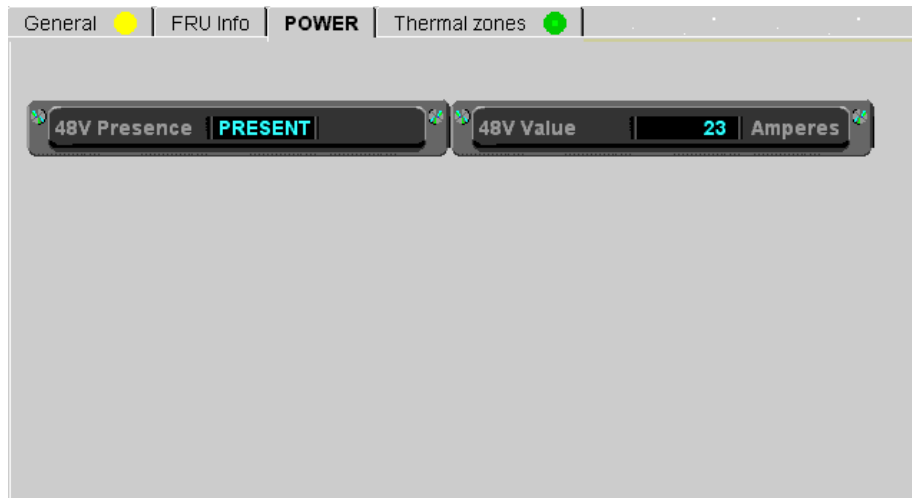 General FRU Info POWER Thermal zones
48V Presence PRESENT 48V Value 23 Amperes